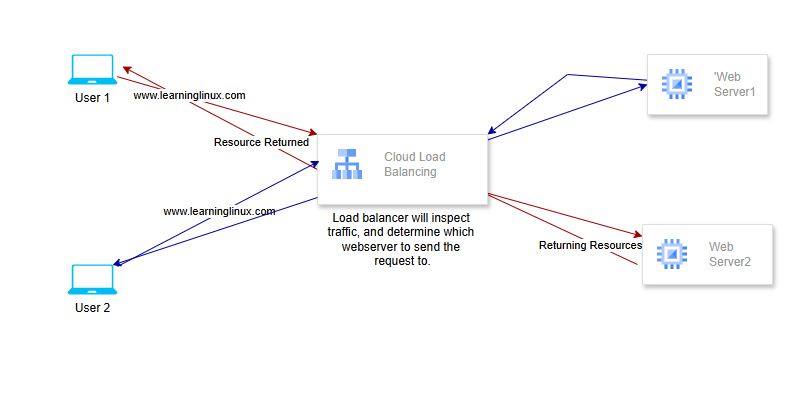 User 1
www.learninglinux.com
Resource Returned
www.learninglinux.com
User 2
Cloud Load
Balancing
Load balancer will inspect
traffic, and determine which
webserver to send the
request to.
'Web
Server1
Returning Resources
Web
Server2